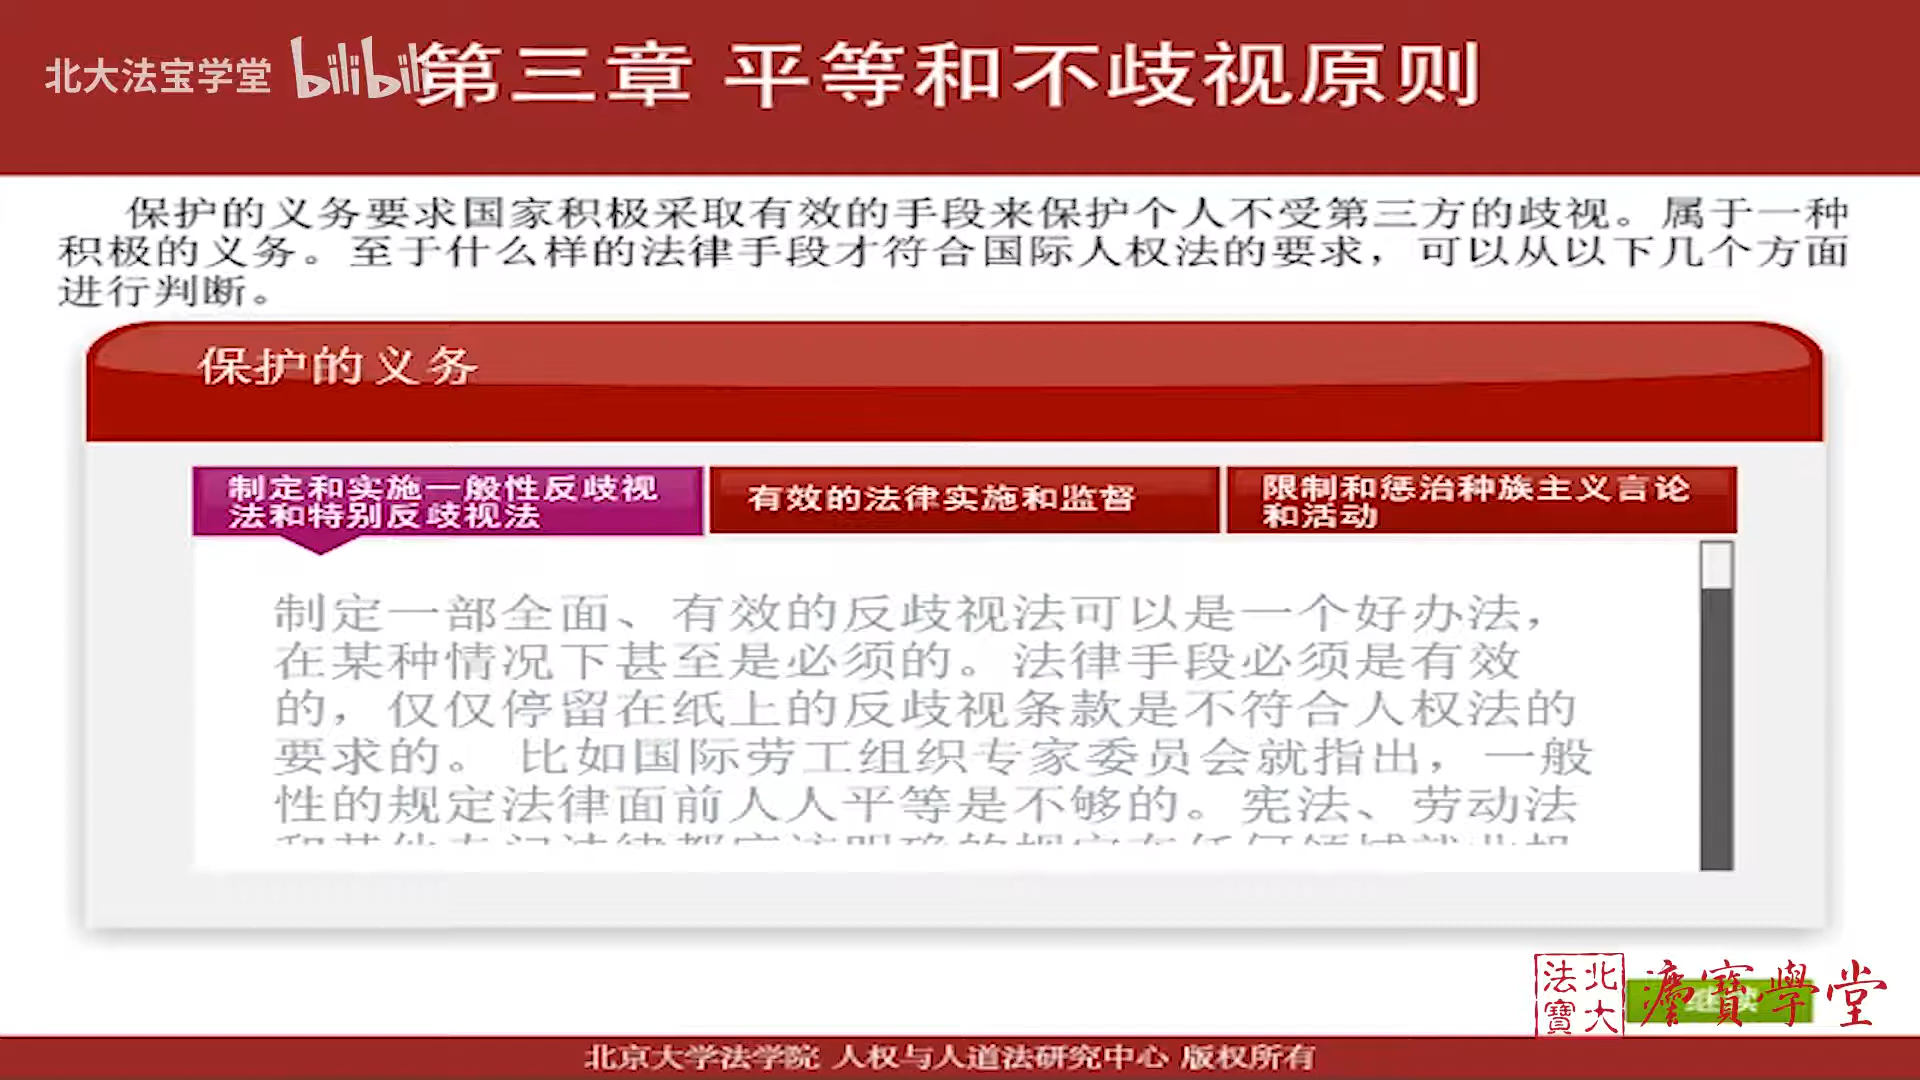 北大法宝学堂 bilibili
第三章 平等和不歧视原则
保护的义务要求国家积极采取有效的手段来保护个人不受第三方的歧视。属于一种
积极的义务。至于什么样的法律手段才符合国际人权法的要求，可以从以下几个方面
进行判断。
保护的义务
制定和实施一般性反歧视
法和特别反歧视法
有效的法律实施和监督
限制和惩治种族主义言论
和活动
制定一部全面、有效的反歧视法可以是一个好办法，
在某种情况下甚至是必须的。法律手段必须是有效
的，仅仅停留在纸上的反歧视条款是不符合人权法的
要求的。 比如国际劳工组织专家委员会就指出，一般
性的规定法律面前人人平等是不够的。宪法、劳动法
北大
法寶
灋寶學堂
北京大学法学院 人权与人道法研究中心 版权所有